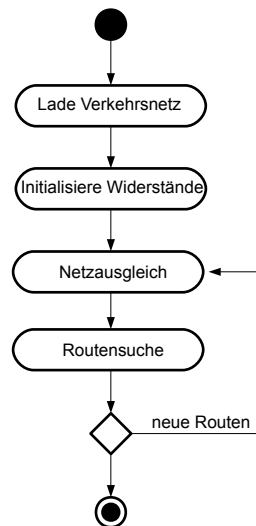 Lade Verkehrsnetz
Initialisiere Widerstände
Netzausgleich
Routensuche
neue Routen